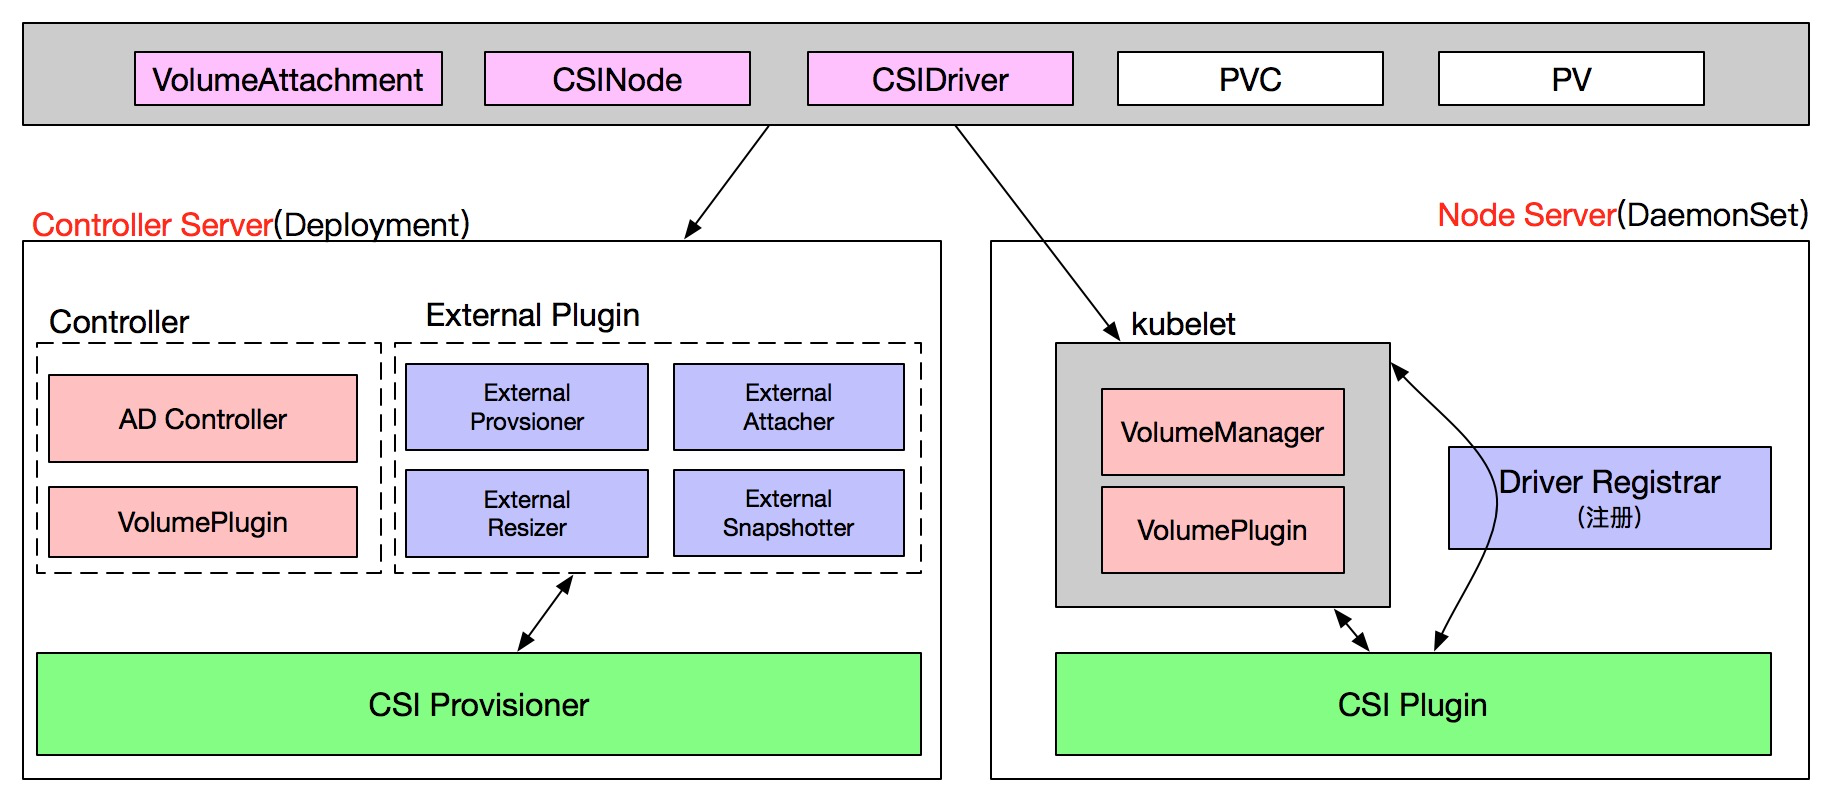 VolumeAttachment
CSINode
CSIDriver
PVC
PV
Controller Server(Deployment)
Node Server(DaemonSet)
Controller
External Plugin
AD Controller
VolumePlugin
External
Provsioner
External
Attacher
External
Resizer
External
Snapshotter
CSI Provisioner
kubelet
VolumeManager
VolumePlugin
Driver Registrar
(注册)
CSI Plugin